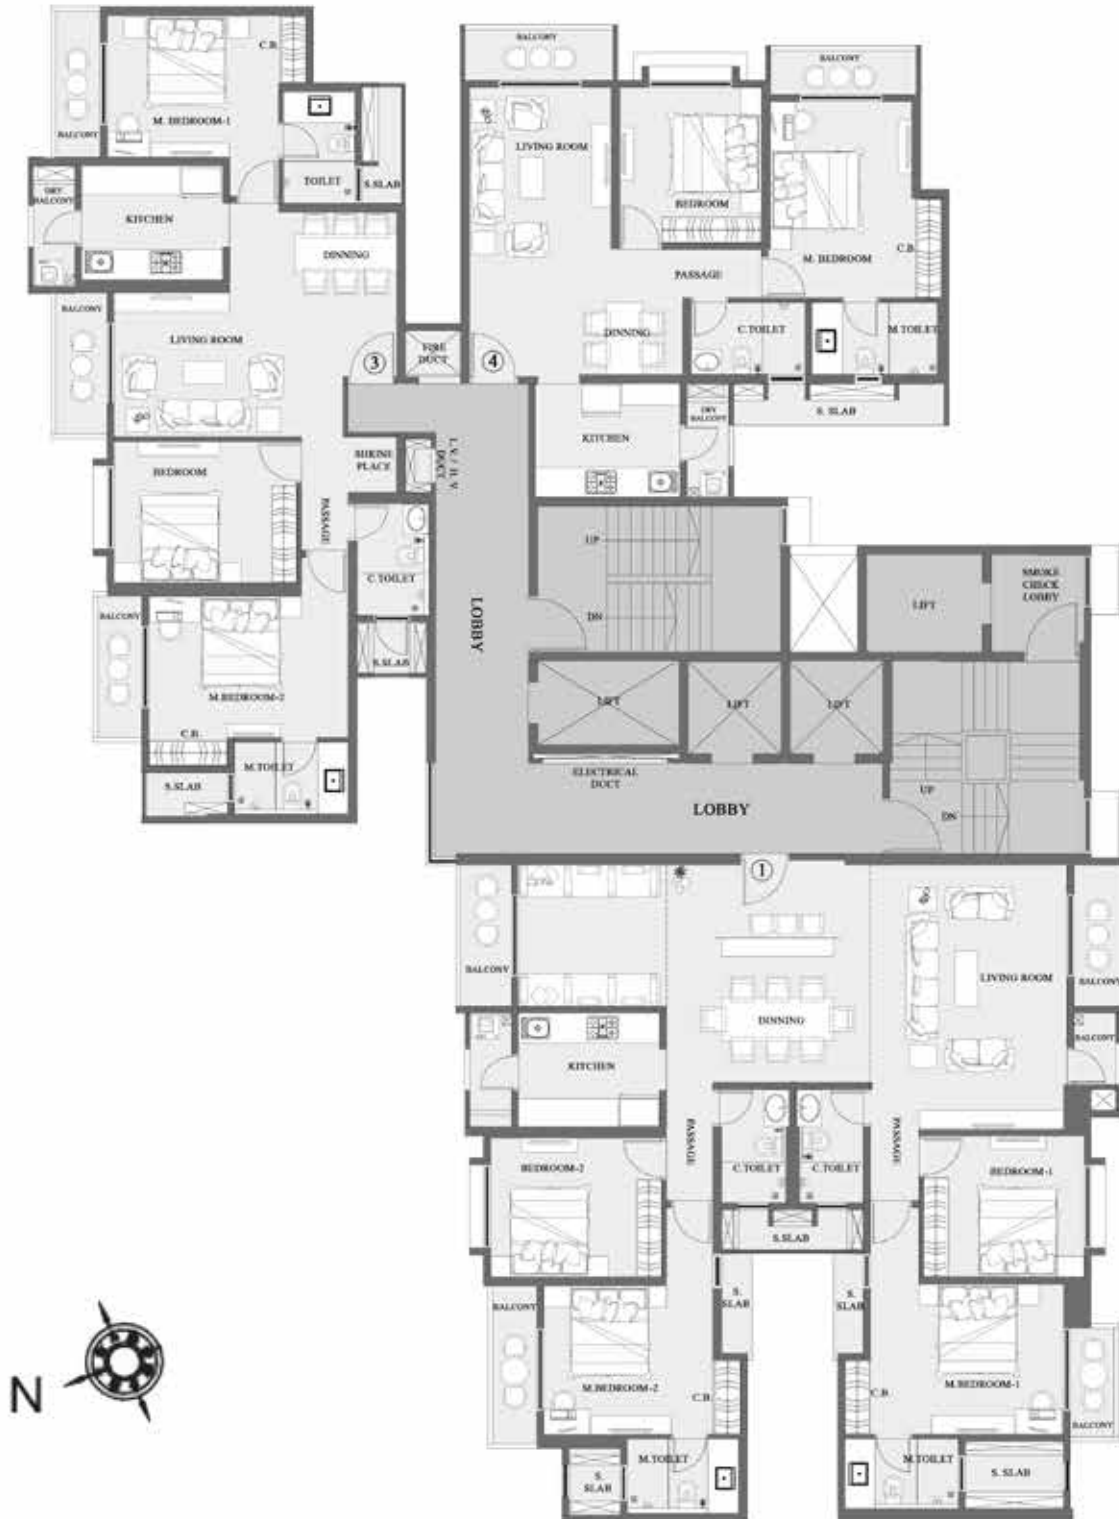 C.B.
BALCONY
M. BEDROOM-1
TOILET
S.SLAB
DRY
BALCONY
KITCHEN
DINNING
BALCONY
LIVING ROOM
3
FIRE
DUCT
BEDROOM
SHRINE
PLACE
L.V./ H.V
DUCT
PASSAGE
C.TOILET
BALCONY
S.SLAB
M.BEDROOM-2
C.B.
M.TOILET
S.SLAB
BALCONY
LIVING ROOM
BEDROOM
BALCONY
M. BEDROOM
C.B.
PASSAGE
DINNING
C.TOILET
M.TOILET
4
S. SLAB
DRY
BALCONY
KITCHEN
UP
DN
LOBBY
LIFT
SMOKE
CHECK
LOBBY
LIFT
LIFT
LIFT
ELECTRICAL
DUCT
LOBBY
UP
DN
1
BALCONY
LIVING ROOM
BALCONY
DINNING
KITCHEN
BALCONY
PASSAGE
PASSAGE
C.TOILET
C.TOILET
BEDROOM-2
BEDROOM-1
S.SLAB
S.
SLAB
S.
SLAB
BALCONY
M.BEDROOM-2
C.B.
C.B.
M.BEDROOM-1
BALCONY
M.TOILET
S.
SLAB
M.TOILET
S. SLAB
N